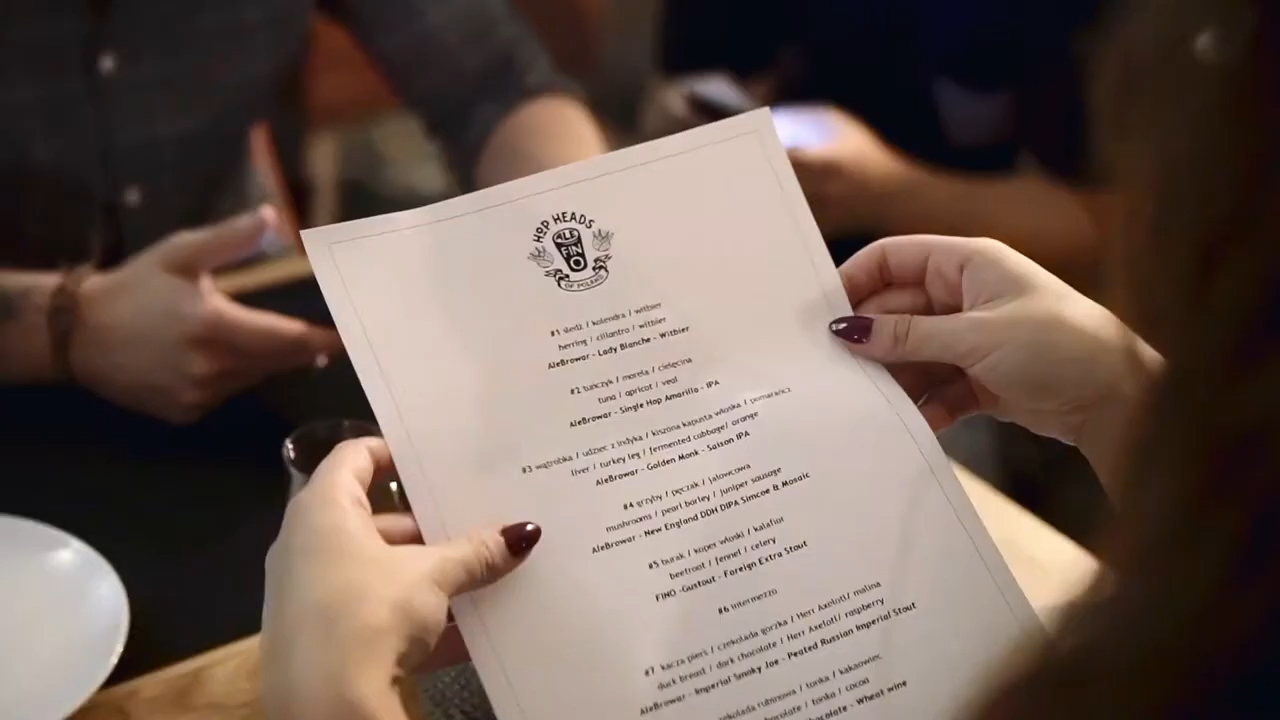 HOP HEADS
ALE
FIN
O
OF POLAND
#1 śledź / kolendra / witbier
herring / cilantro / witbier
AleBrowar - Lady Blanche - Witbier
#2 tuńczyk / morela / cielęcina
tuna / apricot / veal
AleBrowar - Single Hop Amarillo - IPA
#3 wątróbka / udziec z indyka / kiszona kapusta włoska / pomarańcz
liver / turkey leg / fermented cabbage/ orange
AleBrowar - Golden Monk - Saison IPA
#4 grzyby / pęczak / jałowcowa
mushrooms / pearl barley / juniper sausage
AleBrowar - New England DDH DIPA Simcoe & Mosaic
#5 burak / koper włoski / kalafior
beetroot / fennel / celery
FINO -Gustout - Foreign Extra Stout
#6 intermezzo
#7 kacza pierś / czekolada gorzka / Herr Axelotl/ malina
duck breast / dark chocolate / Herr Axelotl/ raspberry
AleBrowar - Imperial Smoky Joe - Peated Russian Imperial Stout
czekolada rubinowa / tonka / kakaowiec
chocolate / tonka / cocoa
- Wheat wine